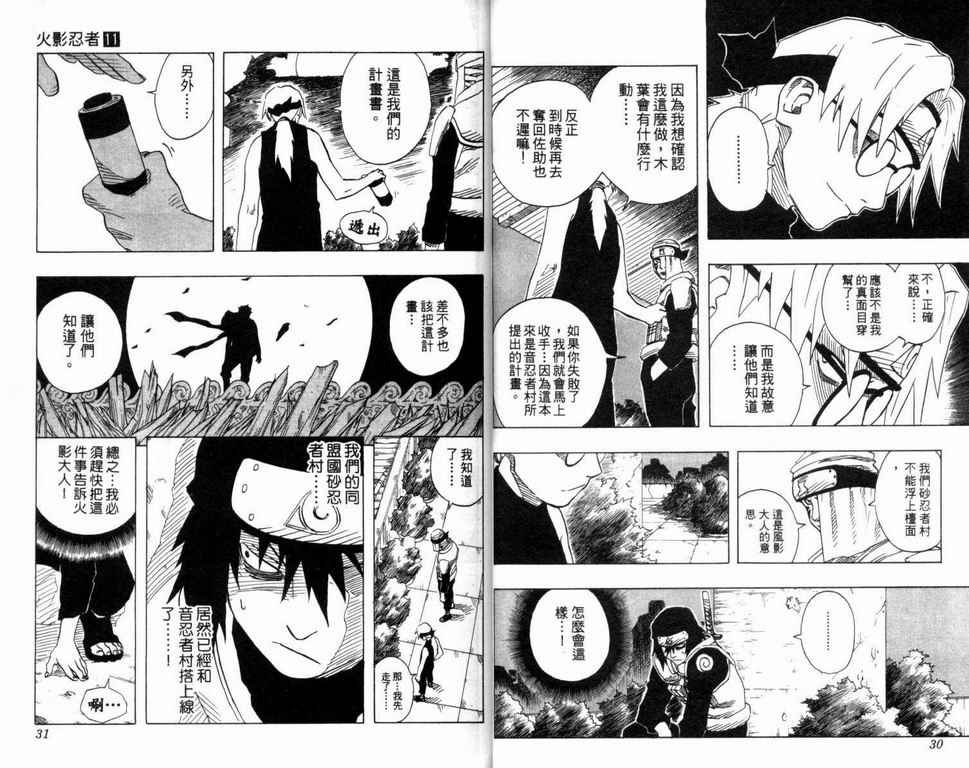 ………
不，正確
來說……
應該不是我
的真面目穿
幫了……
而是我故意
讓他們知道
因為我想確認
我這麼做，木
葉會有什麼行
動……
反正
到時候再去
奪回佐助也
不遲嘛！
如果你失敗了
，我們就會馬上
收手…因為這本
來是音忍者村所
提出的計畫。
我們砂忍者村
不能浮上檯面
，
這是風影
大人的意
思。
………
怎麼會這
樣…！
30
火影忍者11
這是我們的
計畫書。
遞出
另外……
差不多也
該把這計
畫…
讓他們
知道了。
我知道
了……
那…我先
走了……
我們的同
盟國砂忍
者村……
居然已經和
音忍者村搭上線
了……！
總之…我必
須趕快把這
件事告訴火
影大人！
唰…
31